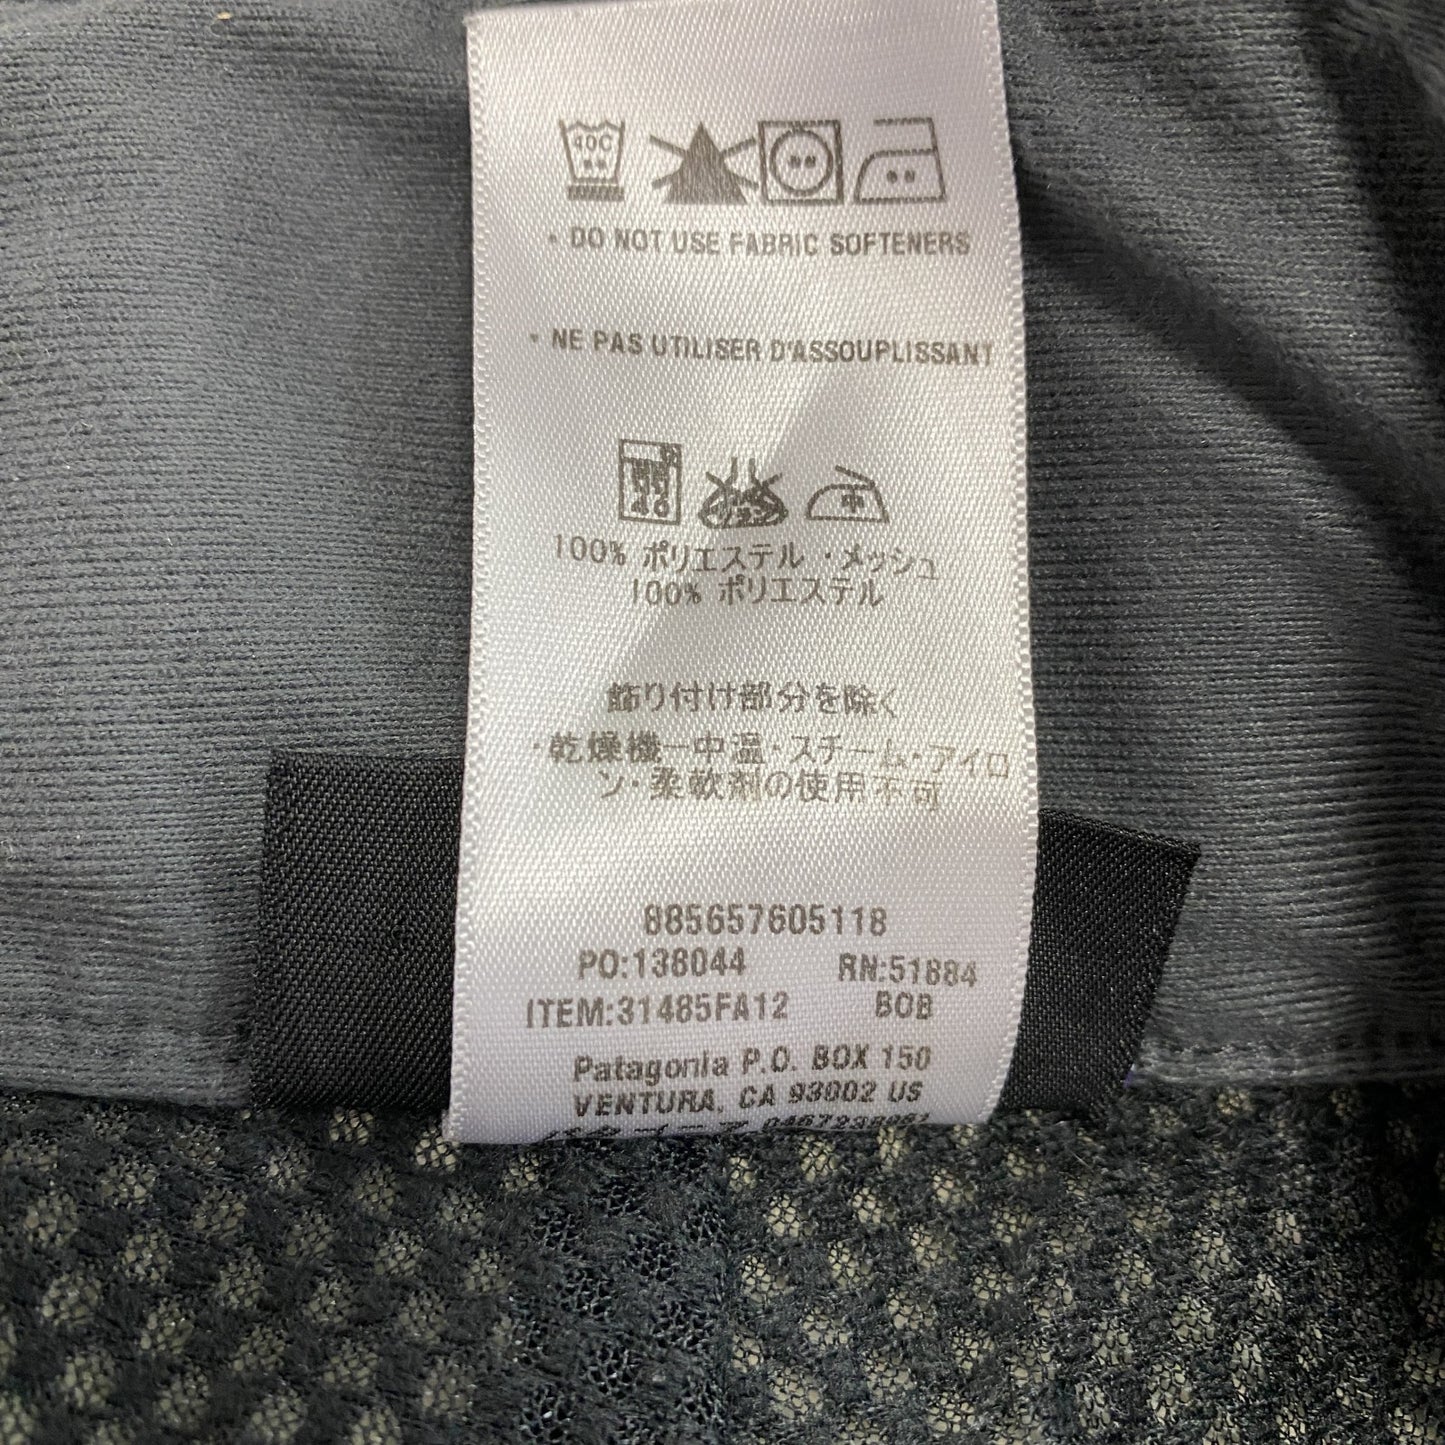 40C
• DO NOT USE FABRIC SOFTENERS
• NE PAS UTILISER D'ASSOUPLISSANT
40
中
100% ポリエステル・メッシュ
100% ポリエステル
飾り付け部分を除く
・乾燥機ー中温・スチーム・アイロ
ン・柔軟剤の使用不可
885657605118
PO:138044 RN:51884
ITEM:31485FA12 BOB
Patagonia P.O. BOX 150
VENTURA, CA 93002 US